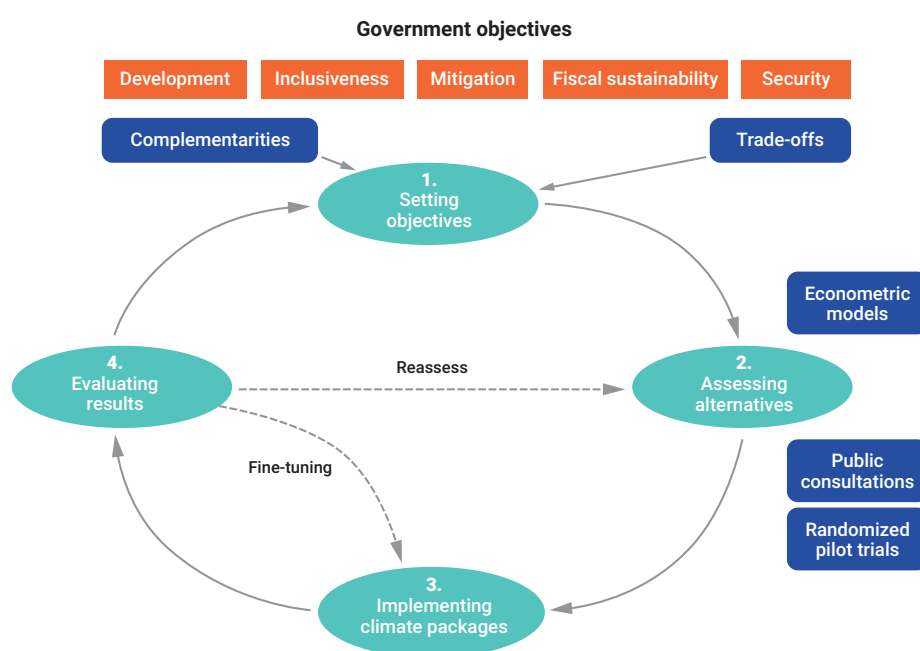 Government objectives
Development
Inclusiveness
Mitigation
Fiscal sustainability
Security
Complementarities
Trade-offs
1.
Setting
objectives
Econometric
models
4.
Evaluating
results
Reassess
2.
Assessing
alternatives
Fine-tuning
Public
consultations
Randomized
pilot trials
3.
Implementing
climate packages